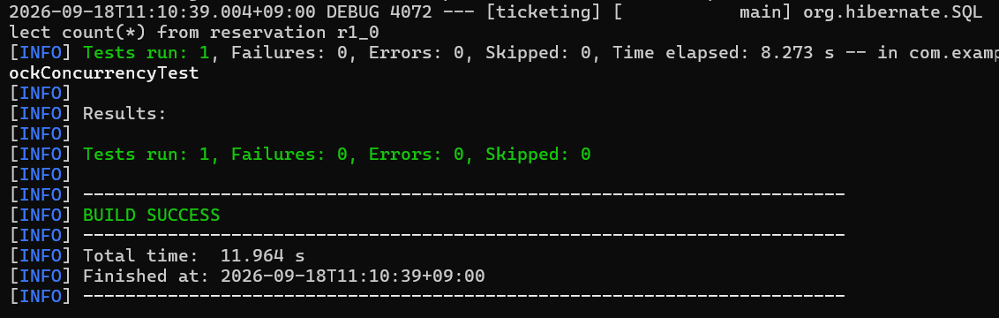 2026-09-18T11:10:39.004+09:00 DEBUG 4072 --- [ticketing] [           main] org.hibernate.SQL
lect count(*) from reservation r1_0
[INFO] Tests run: 1, Failures: 0, Errors: 0, Skipped: 0, Time elapsed: 8.273 s -- in com.examp
ockConcurrencyTest
[INFO]
[INFO] Results:
[INFO]
[INFO] Tests run: 1, Failures: 0, Errors: 0, Skipped: 0
[INFO]
[INFO] ------------------------------------------------------------------------
[INFO] BUILD SUCCESS
[INFO] ------------------------------------------------------------------------
[INFO] Total time:  11.964 s
[INFO] Finished at: 2026-09-18T11:10:39+09:00
[INFO] ------------------------------------------------------------------------